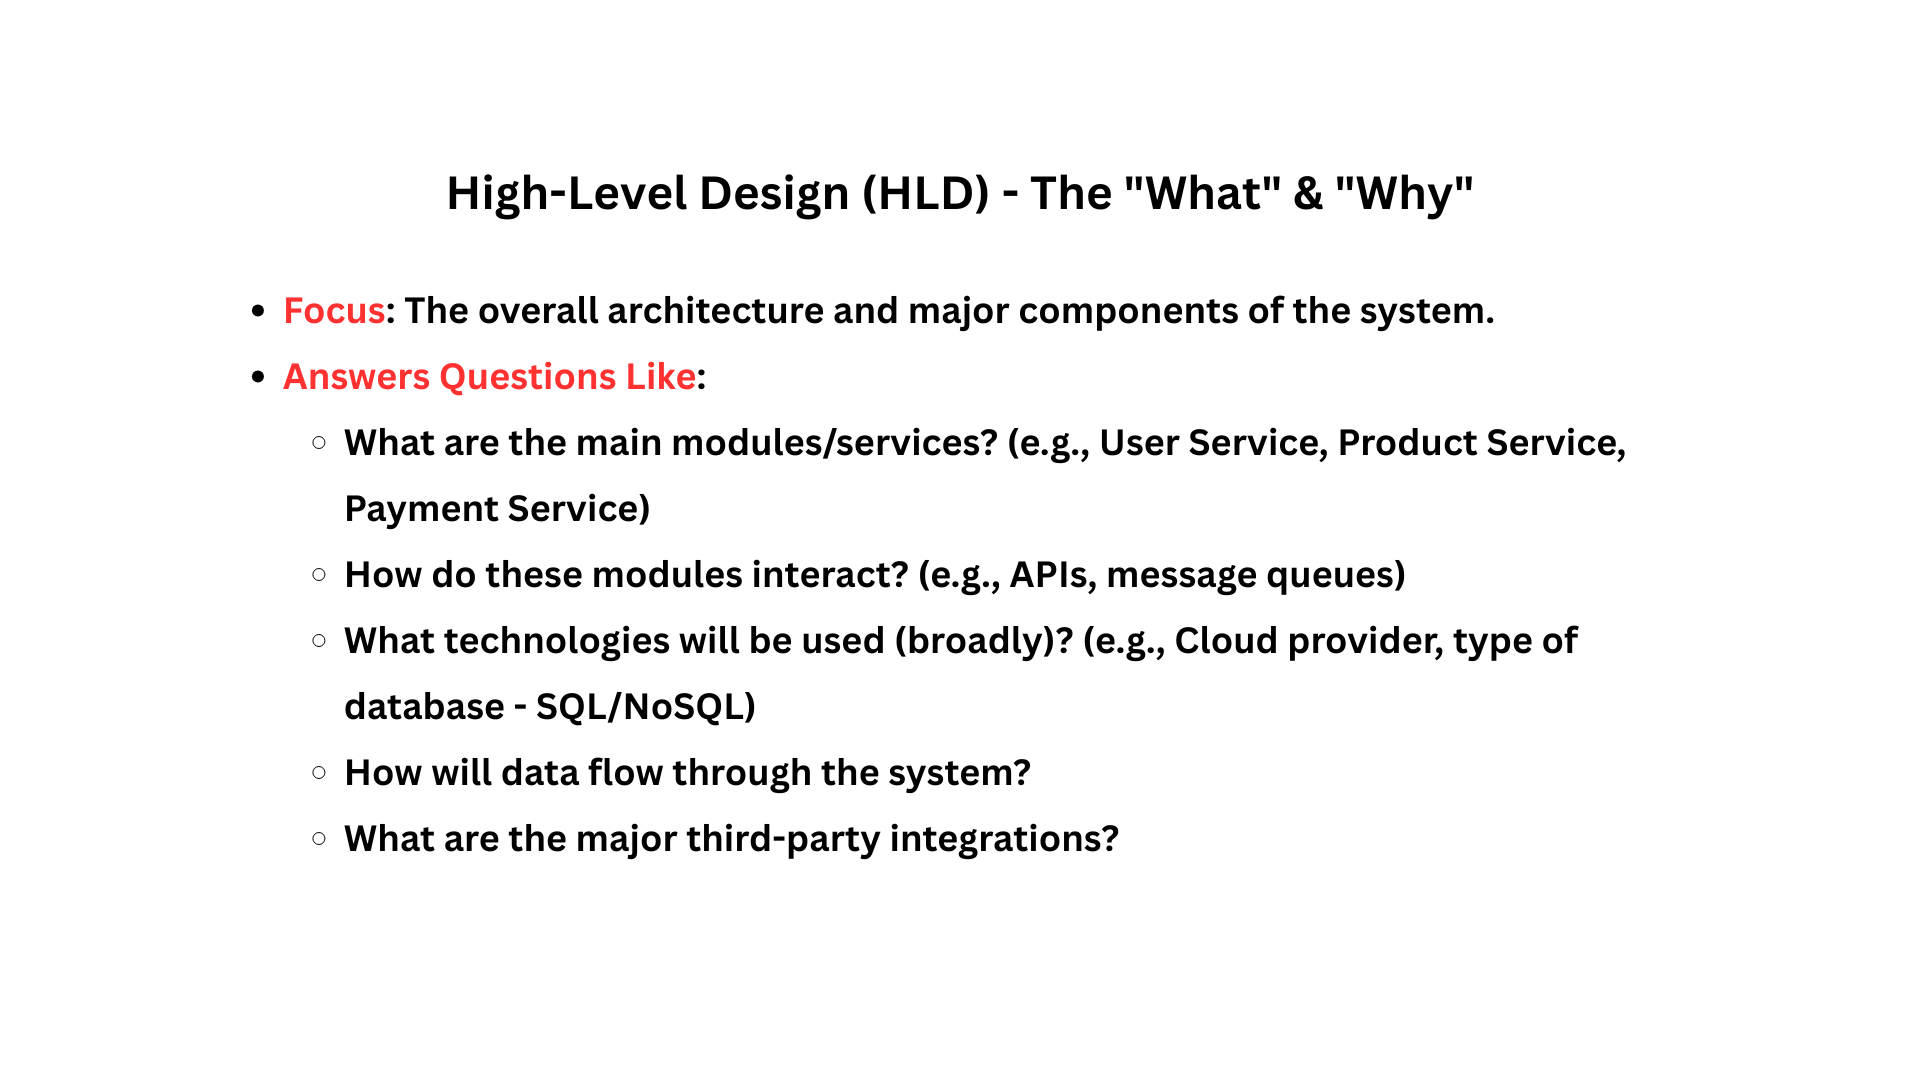 High-Level Design (HLD) - The "What" & "Why"
• Focus: The overall architecture and major components of the system.
• Answers Questions Like:
○ What are the main modules/services? (e.g., User Service, Product Service,
Payment Service)
○ How do these modules interact? (e.g., APIs, message queues)
○ What technologies will be used (broadly)? (e.g., Cloud provider, type of
database - SQL/NoSQL)
○ How will data flow through the system?
○ What are the major third-party integrations?